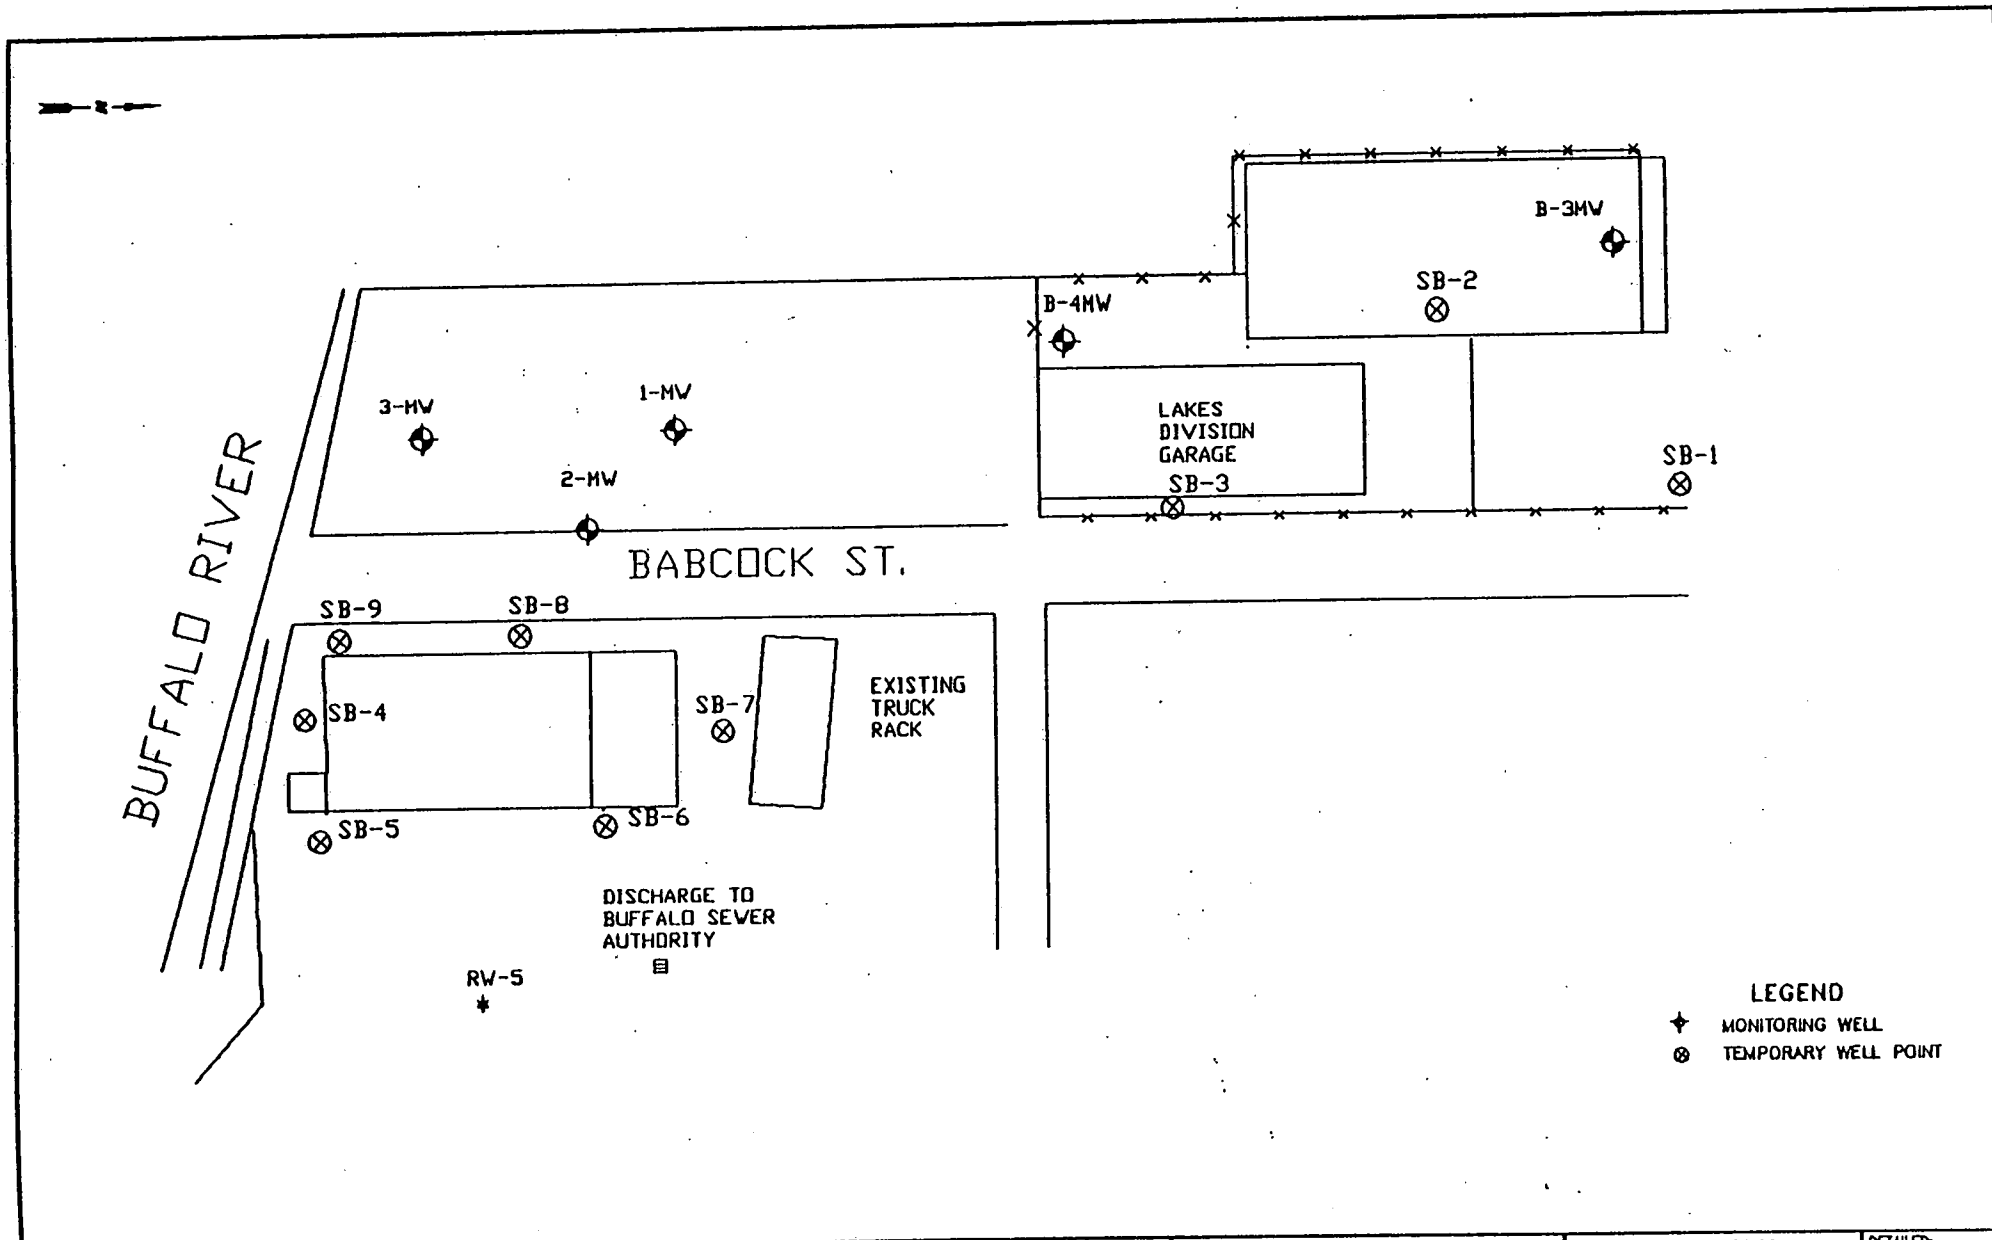 N
B-3MW
SB-2
B-4MW
3-MW
1-MW
LAKES
DIVISION
GARAGE
SB-1
2-MW
SB-3
BUFFALO RIVER
BABCOCK ST.
SB-9
SB-8
SB-4
SB-7
EXISTING
TRUCK
RACK
SB-5
SB-6
DISCHARGE TO
BUFFALO SEWER
AUTHORITY
RW-5
LEGEND
MONITORING WELL
TEMPORARY WELL POINT